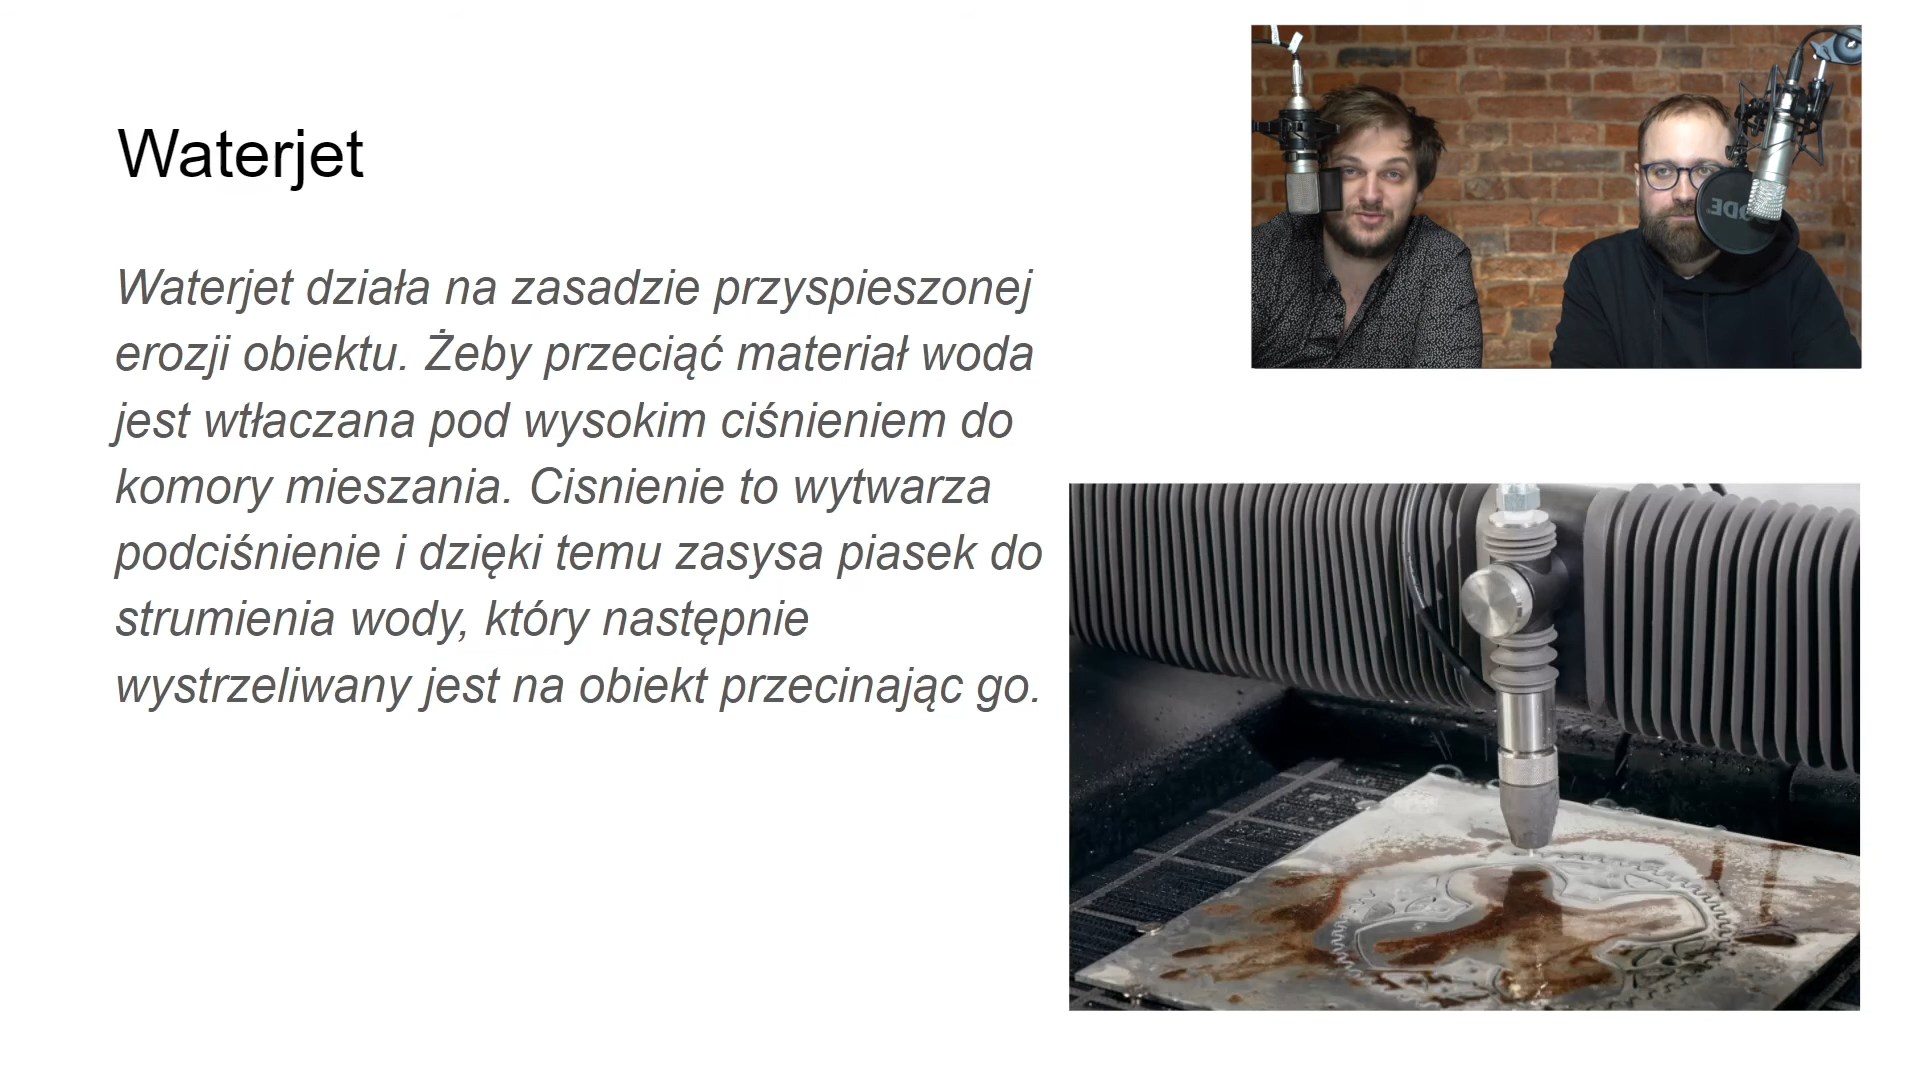 Waterjet
Waterjet działa na zasadzie przyspieszonej
erozji obiektu. Żeby przeciąć materiał woda
jest wtłaczana pod wysokim ciśnieniem do
komory mieszania. Cisnienie to wytwarza
podciśnienie i dzięki temu zasysa piasek do
strumienia wody, który następnie
wystrzeliwany jest na obiekt przecinając go.